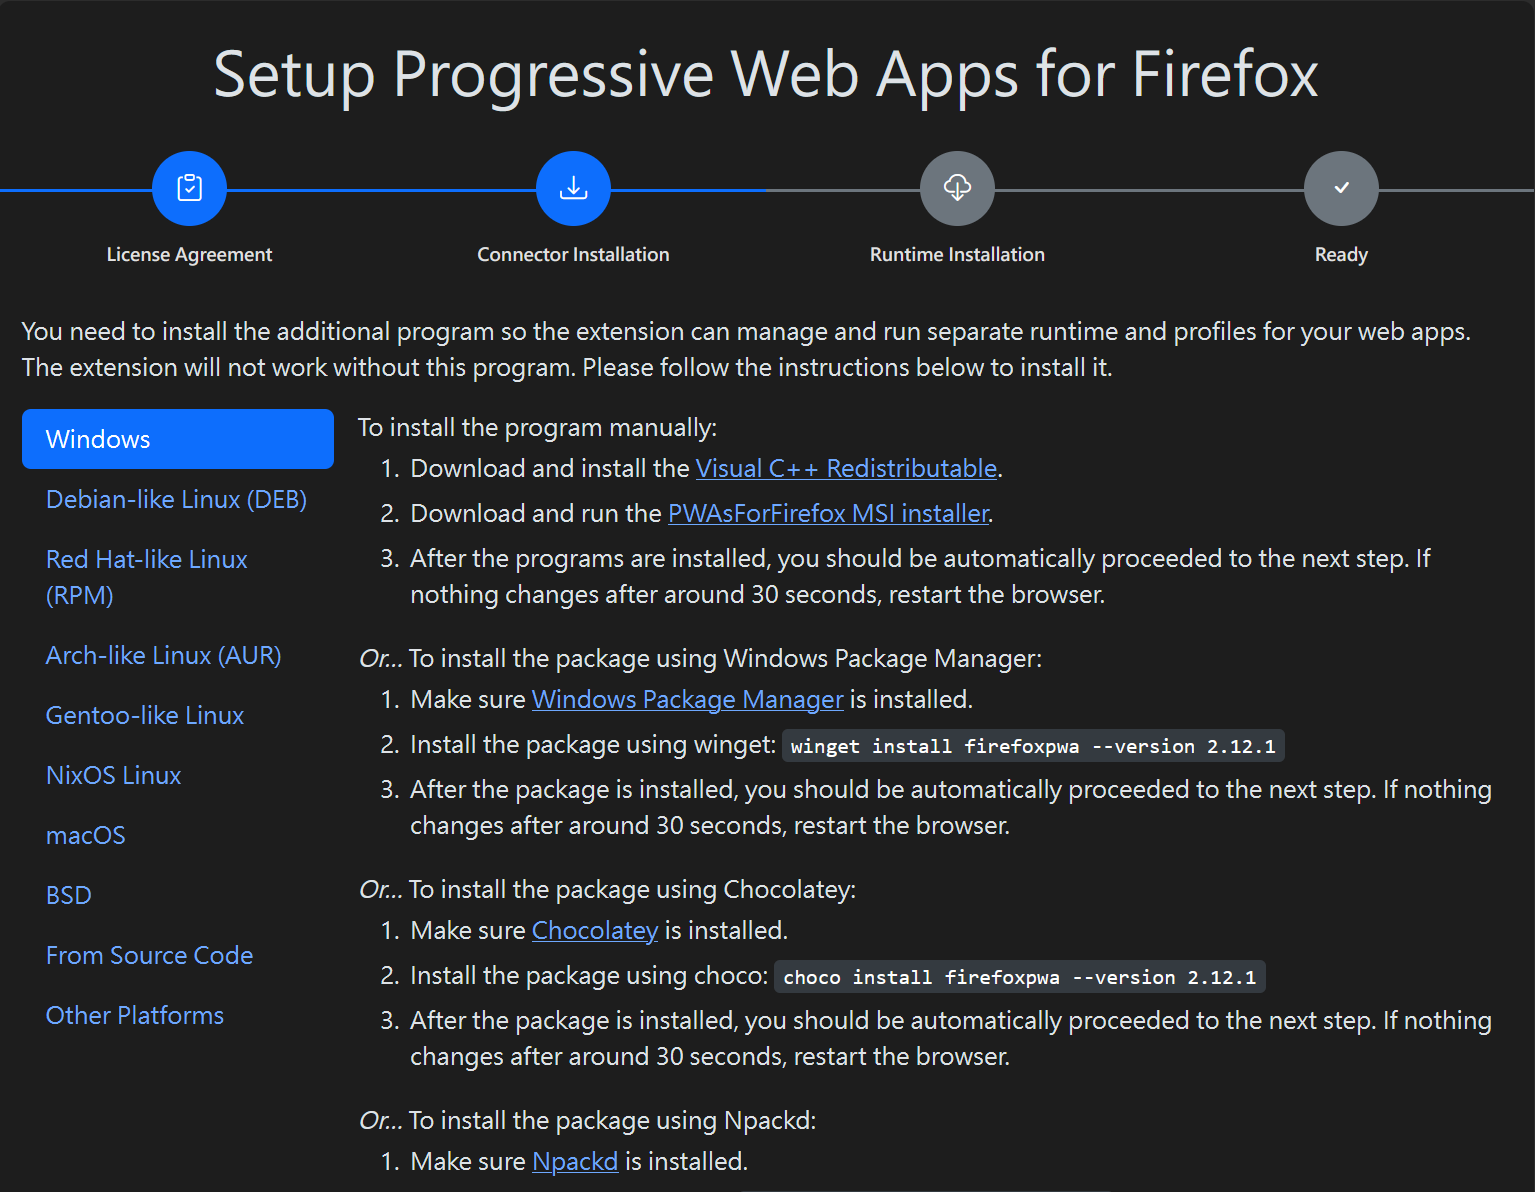 Setup Progressive Web Apps for Firefox
License Agreement
Connector Installation
Runtime Installation
Ready
You need to install the additional program so the extension can manage and run separate runtime and profiles for your web apps.
The extension will not work without this program. Please follow the instructions below to install it.
Windows
Debian-like Linux (DEB)
Red Hat-like Linux
(RPM)
Arch-like Linux (AUR)
Gentoo-like Linux
NixOS Linux
macOS
BSD
From Source Code
Other Platforms
To install the program manually:
1. Download and install the Visual C++ Redistributable.
2. Download and run the PWAsForFirefox MSI installer.
3. After the programs are installed, you should be automatically proceeded to the next step. If
nothing changes after around 30 seconds, restart the browser.
Or... To install the package using Windows Package Manager:
1. Make sure Windows Package Manager is installed.
2. Install the package using winget: winget install firefoxpwa --version 2.12.1
3. After the package is installed, you should be automatically proceeded to the next step. If nothing
changes after around 30 seconds, restart the browser.
Or... To install the package using Chocolatey:
1. Make sure Chocolatey is installed.
2. Install the package using choco: choco install firefoxpwa --version 2.12.1
3. After the package is installed, you should be automatically proceeded to the next step. If nothing
changes after around 30 seconds, restart the browser.
Or... To install the package using Npackd:
1. Make sure Npackd is installed.